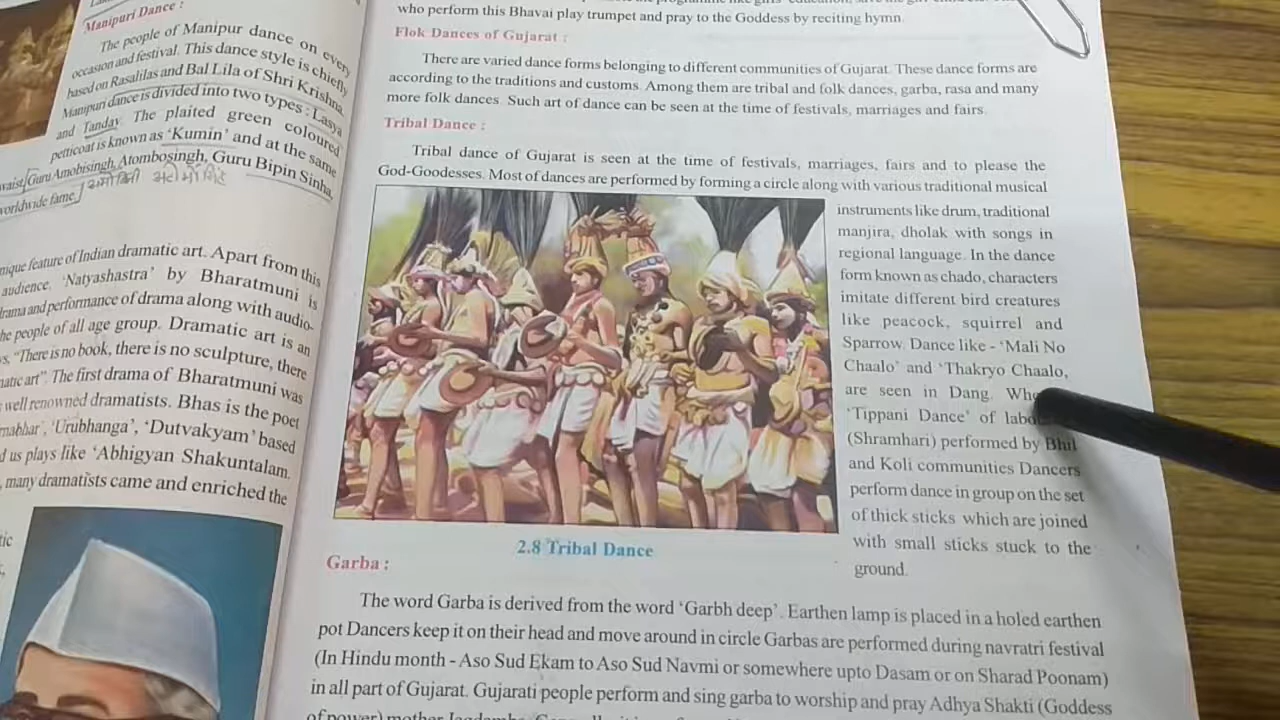 Manipuri Dance :
The people of Manipur dance on every
occasion and festival. This dance style is chiefly
based on Rasalilas and Bal Lila of Shri Krishna.
Manipuri dance is divided into two types : Lasya
and Tandav. The plaited green coloured
petticoat is known as 'Kumin' and at the same
waist/Guru Amobisingh, Atombosingh, Guru Bipin Sinha,
worldwide fame
nique feature of Indian dramatic art. Apart from this
audience. 'Natyashastra' by Bharatmuni is
drama and performance of drama along with audio-
he people of all age group. Dramatic art is an
"There is no book, there is no sculpture, there
matic art". The first drama of Bharatmuni was
well renowned dramatists. Bhas is the poet
'Urubhanga', 'Dutvakyam' based
us plays like 'Abhigyan Shakuntalam.
many dramatists came and enriched the
tic
who perform this Bhavai play trumpet and pray to the Goddess by reciting hymn.
Flok Dances of Gujarat :
There are varied dance forms belonging to different communities of Gujarat. These dance forms are
according to the traditions and customs. Among them are tribal and folk dances, garba, rasa and many
more folk dances. Such art of dance can be seen at the time of festivals, marriages and fairs.
Tribal Dance :
Tribal dance of Gujarat is seen at the time of festivals, marriages, fairs and to please the
God-Goodesses. Most of dances are performed by forming a circle along with various traditional musical
instruments like drum, traditional
manjira, dholak with songs in
regional language. In the dance
form known as chado, characters
imitate different bird creatures
like peacock, squirrel and
Sparrow. Dance like - 'Mali No
Chaalo' and 'Thakryo Chaalo,
are seen in Dang.
'Tippani Dance' of
(Shramhari) performed by Bhil
and Koli communities Dancers
perform dance in group on the set
of thick sticks which are joined
with small sticks stuck to the
ground.
2.8 Tribal Dance
Garba :
The word Garba is derived from the word 'Garbh deep'. Earthen lamp is placed in a holed earthen
pot Dancers keep it on their head and move around in circle Garbas are performed during navratri festival
(In Hindu month - Aso Sud Ekam to Aso Sud Navmi or somewhere upto Dasam or on Sharad Poonam)
in all part of Gujarat. Gujarati people perform and sing garba to worship and pray Adhya Shakti (Goddess
of power) mother